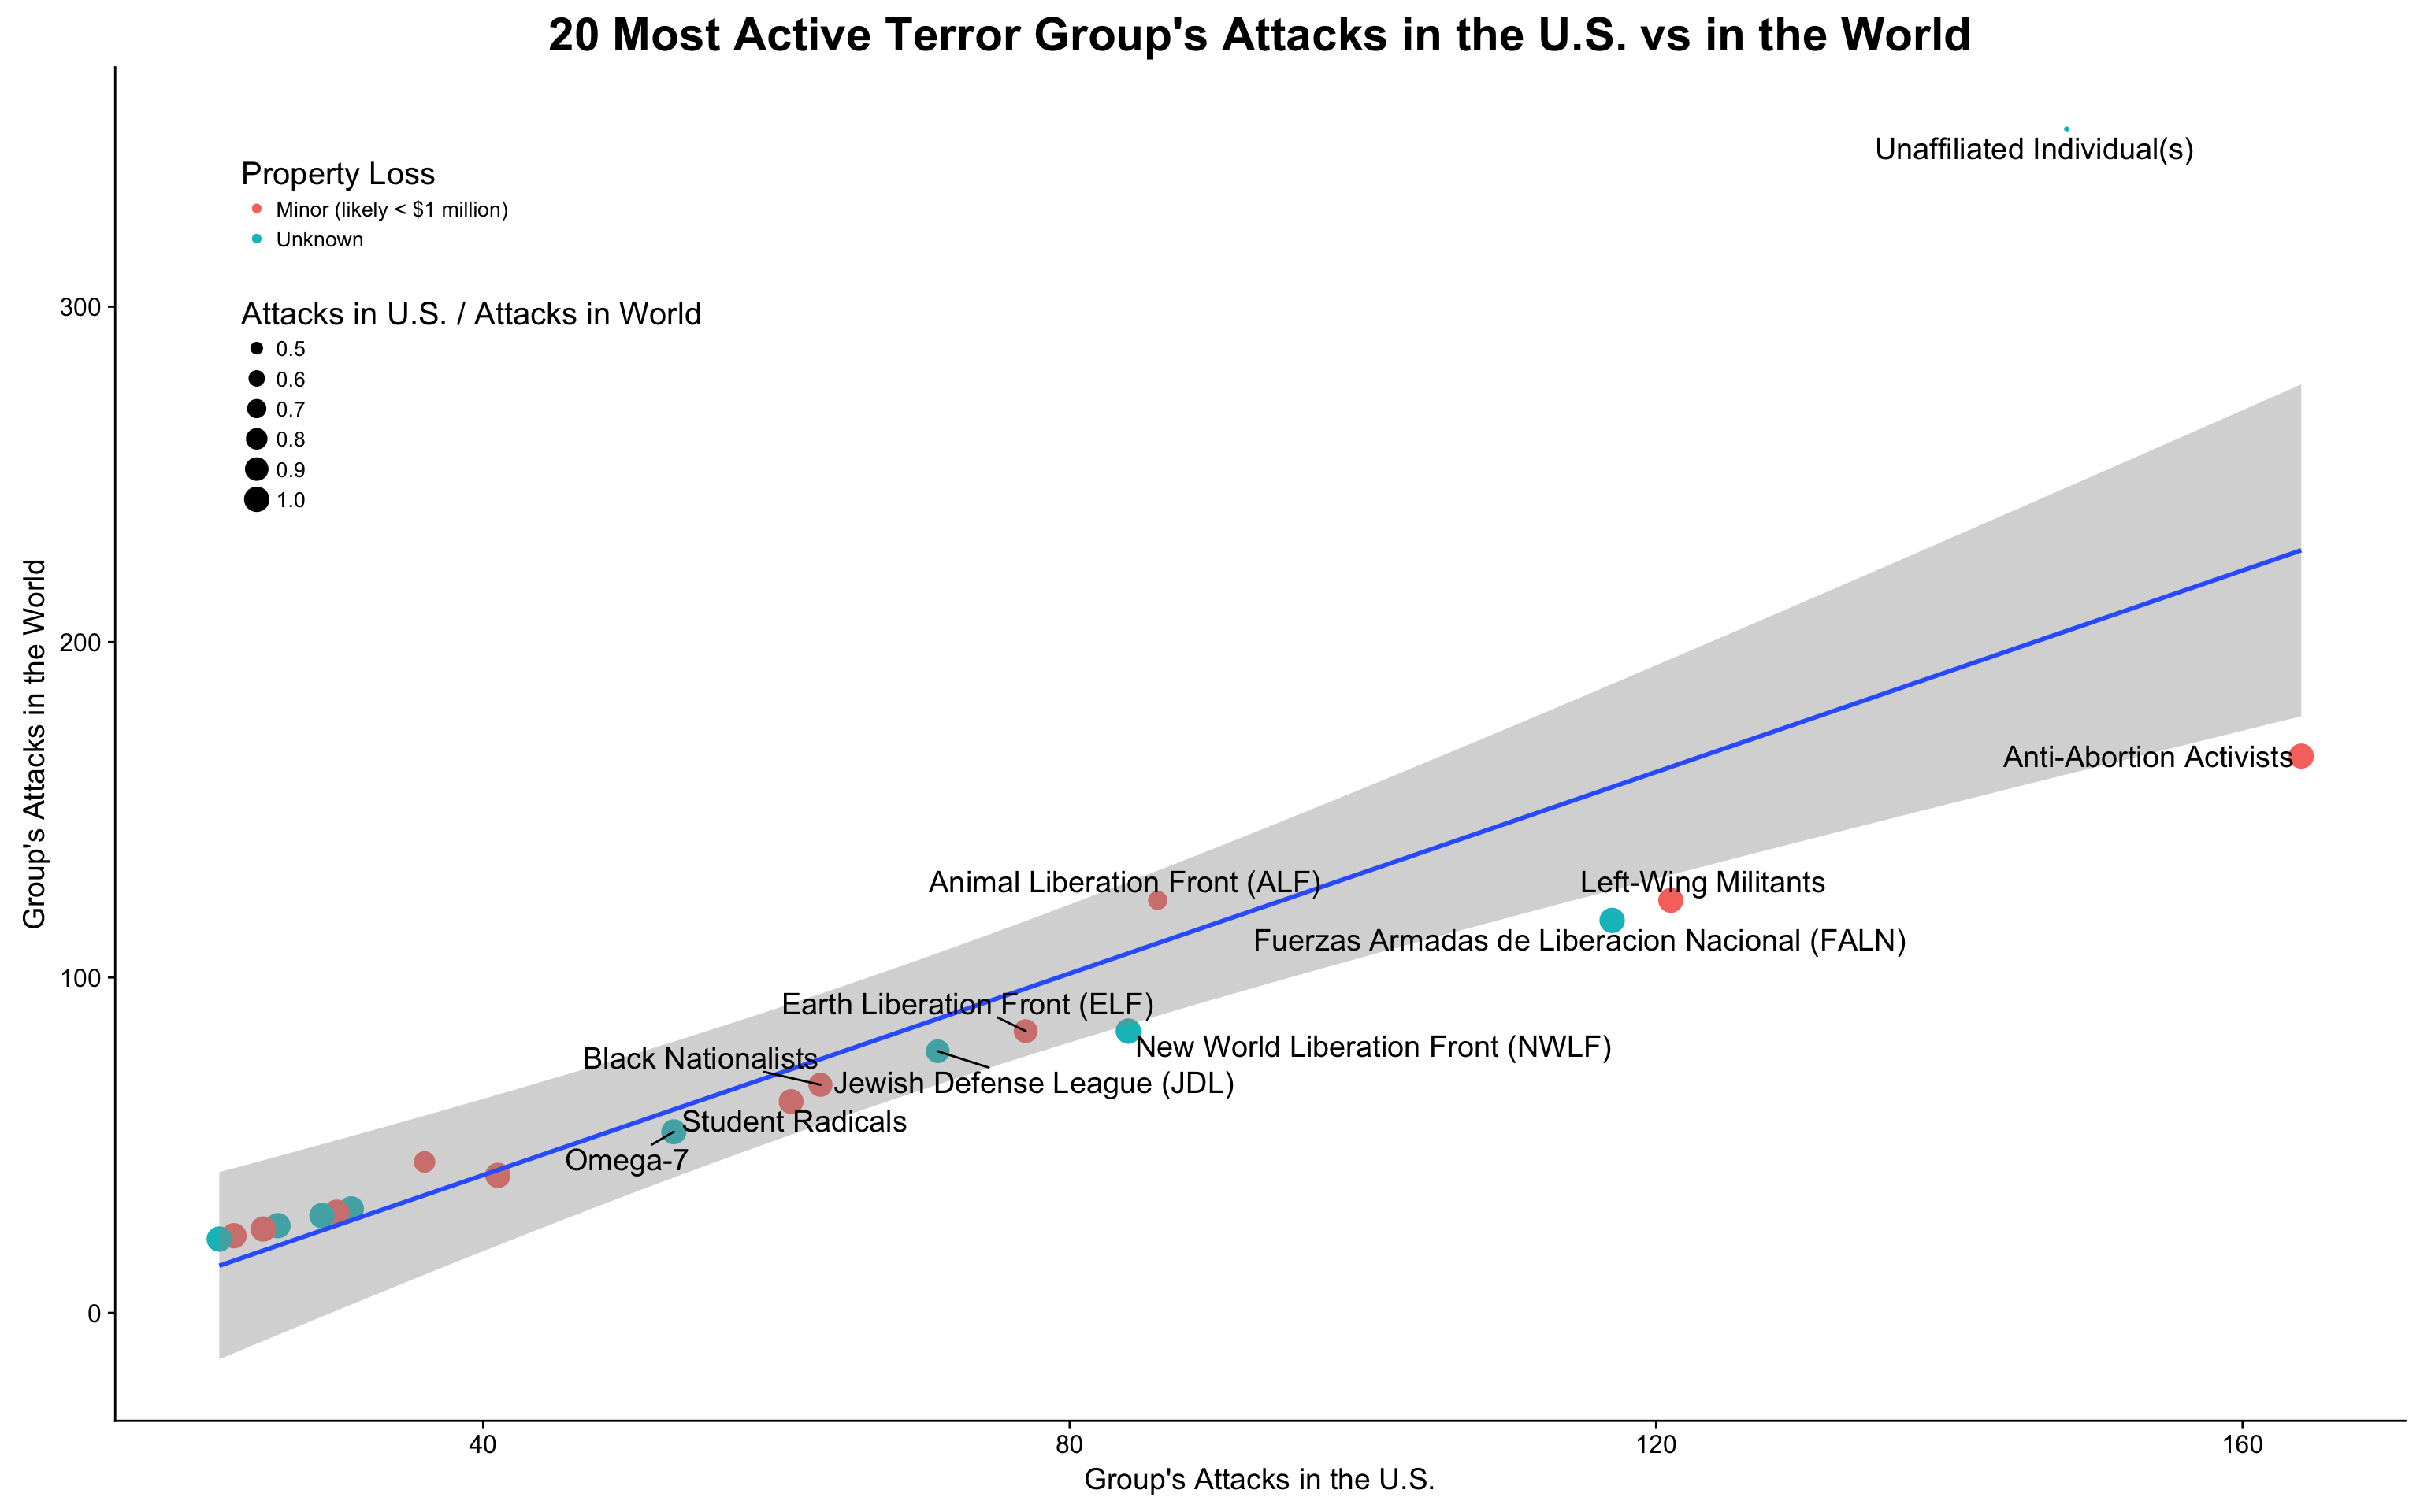 20 Most Active Terror Group's Attacks in the U.S. vs in the World
Unaffiliated Individual(s)
Property Loss
Minor (likely < $1 million)
Unknown
Attacks in U.S. / Attacks in World
0.5
0.6
0.7
0.8
0.9
1.0
300
200
100
0
Group's Attacks in the World
Anti-Abortion Activists
Animal Liberation Front (ALF)
Left-Wing Militants
Fuerzas Armadas de Liberacion Nacional (FALN)
Earth Liberation Front (ELF)
New World Liberation Front (NWLF)
Black Nationalists
Jewish Defense League (JDL)
Student Radicals
Omega-7
40
80
120
160
Group's Attacks in the U.S.